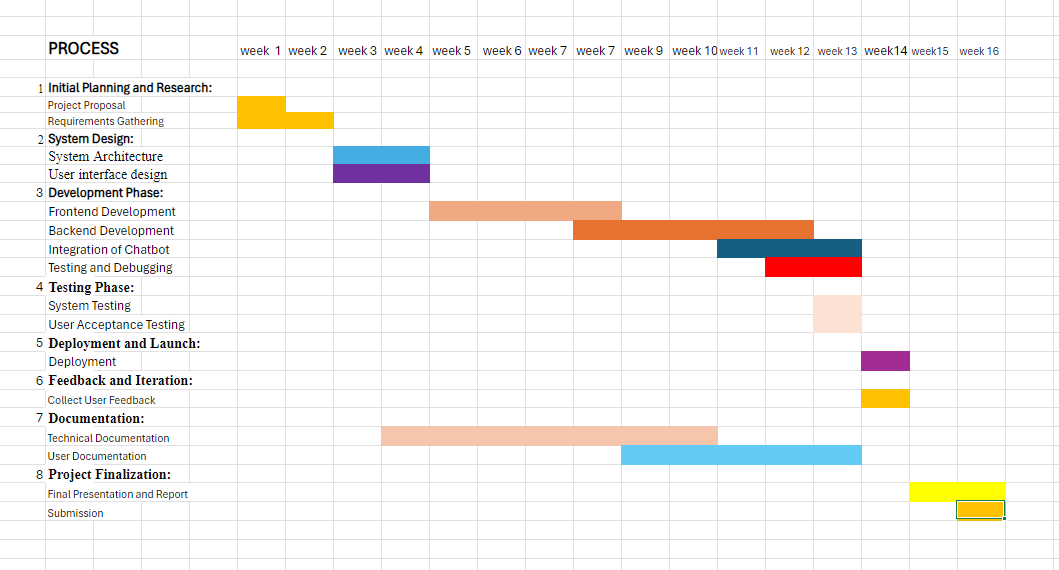 PROCESS week 1 week 2 week 3 week 4 week 5 week 6 week 7 week 7 week 9 week 10 week 11 week 12 week 13 week14 week15 week 16
1 Initial Planning and Research:
Project Proposal
Requirements Gathering
2 System Design:
System Architecture
User interface design
3 Development Phase:
Frontend Development
Backend Development
Integration of Chatbot
Testing and Debugging
4 Testing Phase:
System Testing
User Acceptance Testing
5 Deployment and Launch:
Deployment
6 Feedback and Iteration:
Collect User Feedback
7 Documentation:
Technical Documentation
User Documentation
8 Project Finalization:
Final Presentation and Report
Submission